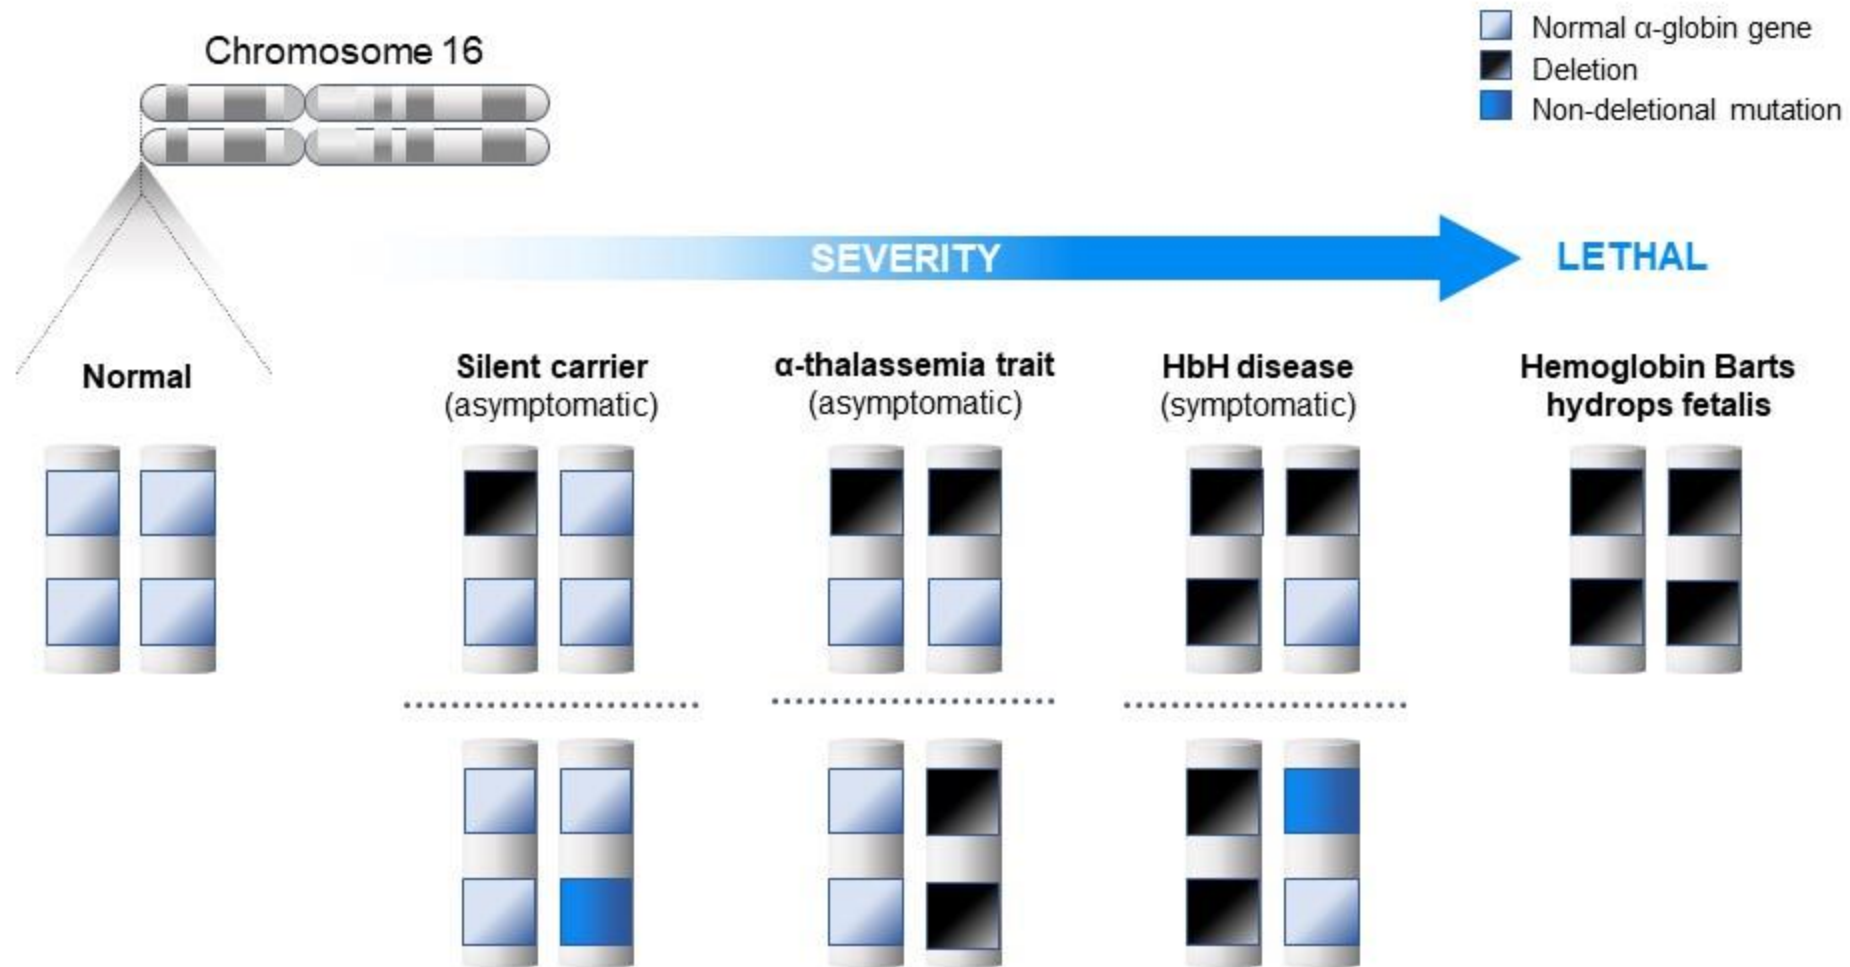 Chromosome 16
Normal α-globin gene
Deletion
Non-deletional mutation
SEVERITY
LETHAL
Normal
Silent carrier
(asymptomatic)
α-thalassemia trait
(asymptomatic)
HbH disease
(symptomatic)
Hemoglobin Barts
hydrops fetalis